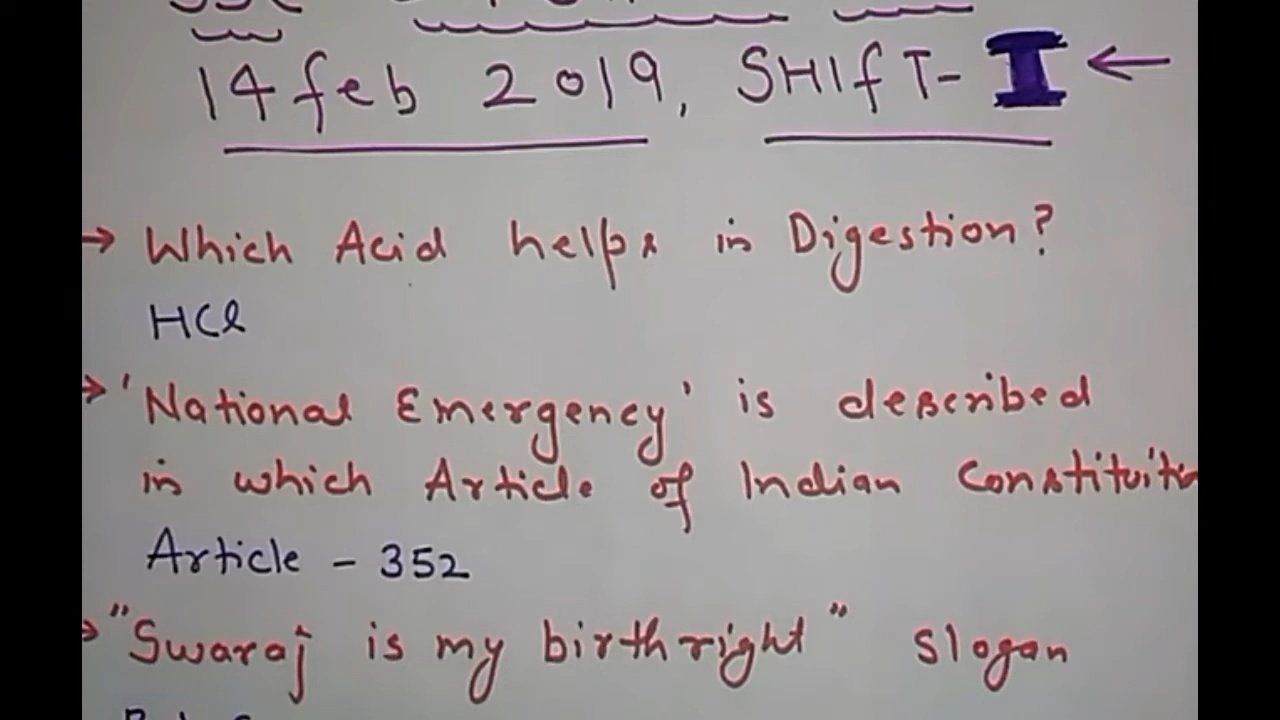 14 feb 2019, SHIfT- I ←
→ Which Acid helps in Digestion?
HCl
→ 'National Emergency' is described
in which Article of Indian
Article - 352
→ "Swaraj is my birthright" slogan